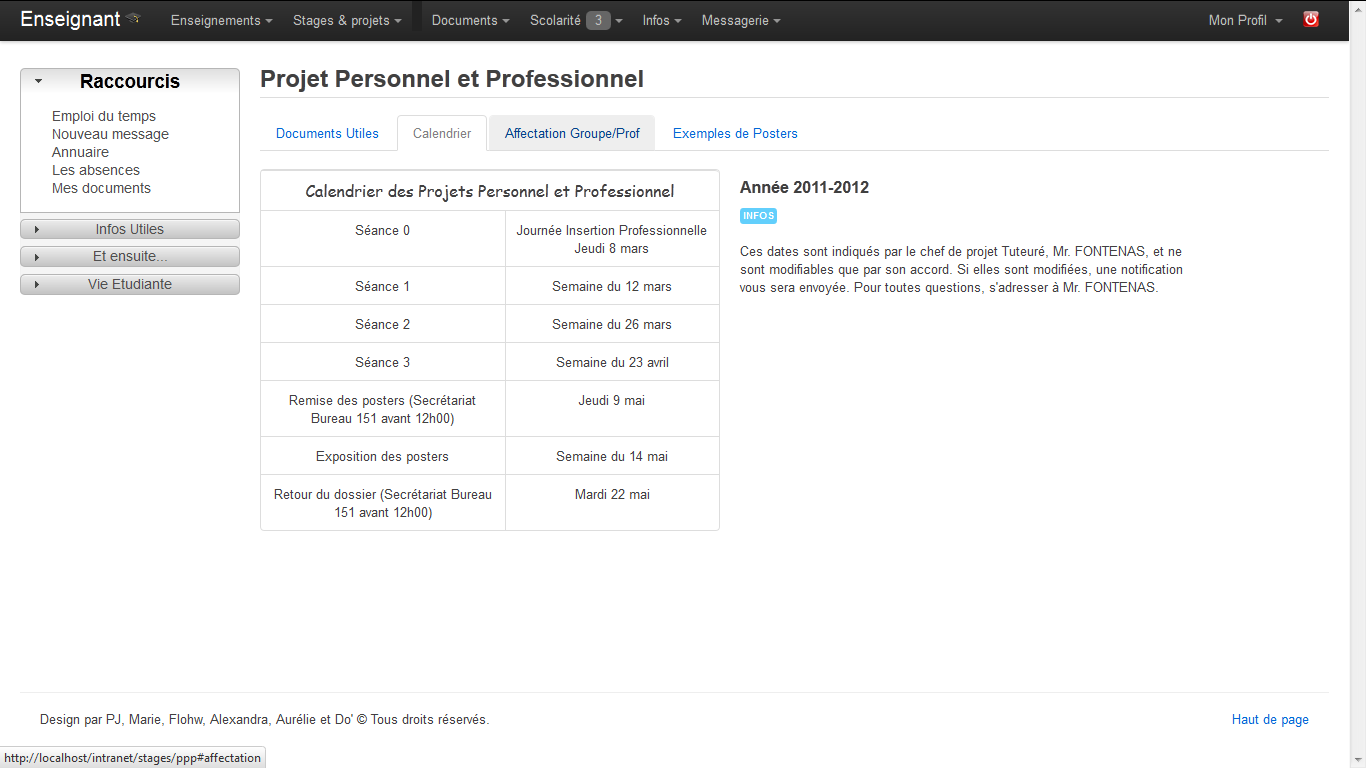 Enseignant Enseignements Stages & projets Documents Scolarité 3 Infos Messagerie Mon Profil
Raccourcis
Emploi du temps
Nouveau message
Annuaire
Les absences
Mes documents
Infos Utiles
Et ensuite...
Vie Etudiante
Projet Personnel et Professionnel
Documents Utiles Calendrier Affectation Groupe/Prof Exemples de Posters
Calendrier des Projets Personnel et Professionnel
Séance 0 Journée Insertion Professionnelle
Jeudi 8 mars
Séance 1 Semaine du 12 mars
Séance 2 Semaine du 26 mars
Séance 3 Semaine du 23 avril
Remise des posters (Secrétariat Jeudi 9 mai
Bureau 151 avant 12h00)
Exposition des posters Semaine du 14 mai
Retour du dossier (Secrétariat Bureau Mardi 22 mai
151 avant 12h00)
Année 2011-2012
INFOS
Ces dates sont indiqués par le chef de projet Tuteuré, Mr. FONTENAS, et ne
sont modifiables que par son accord. Si elles sont modifiées, une notification
vous sera envoyée. Pour toutes questions, s'adresser à Mr. FONTENAS.
Design par PJ, Marie, Flohw, Alexandra, Aurélie et Do' © Tous droits réservés. Haut de page
http://localhost/intranet/stages/ppp#affectation